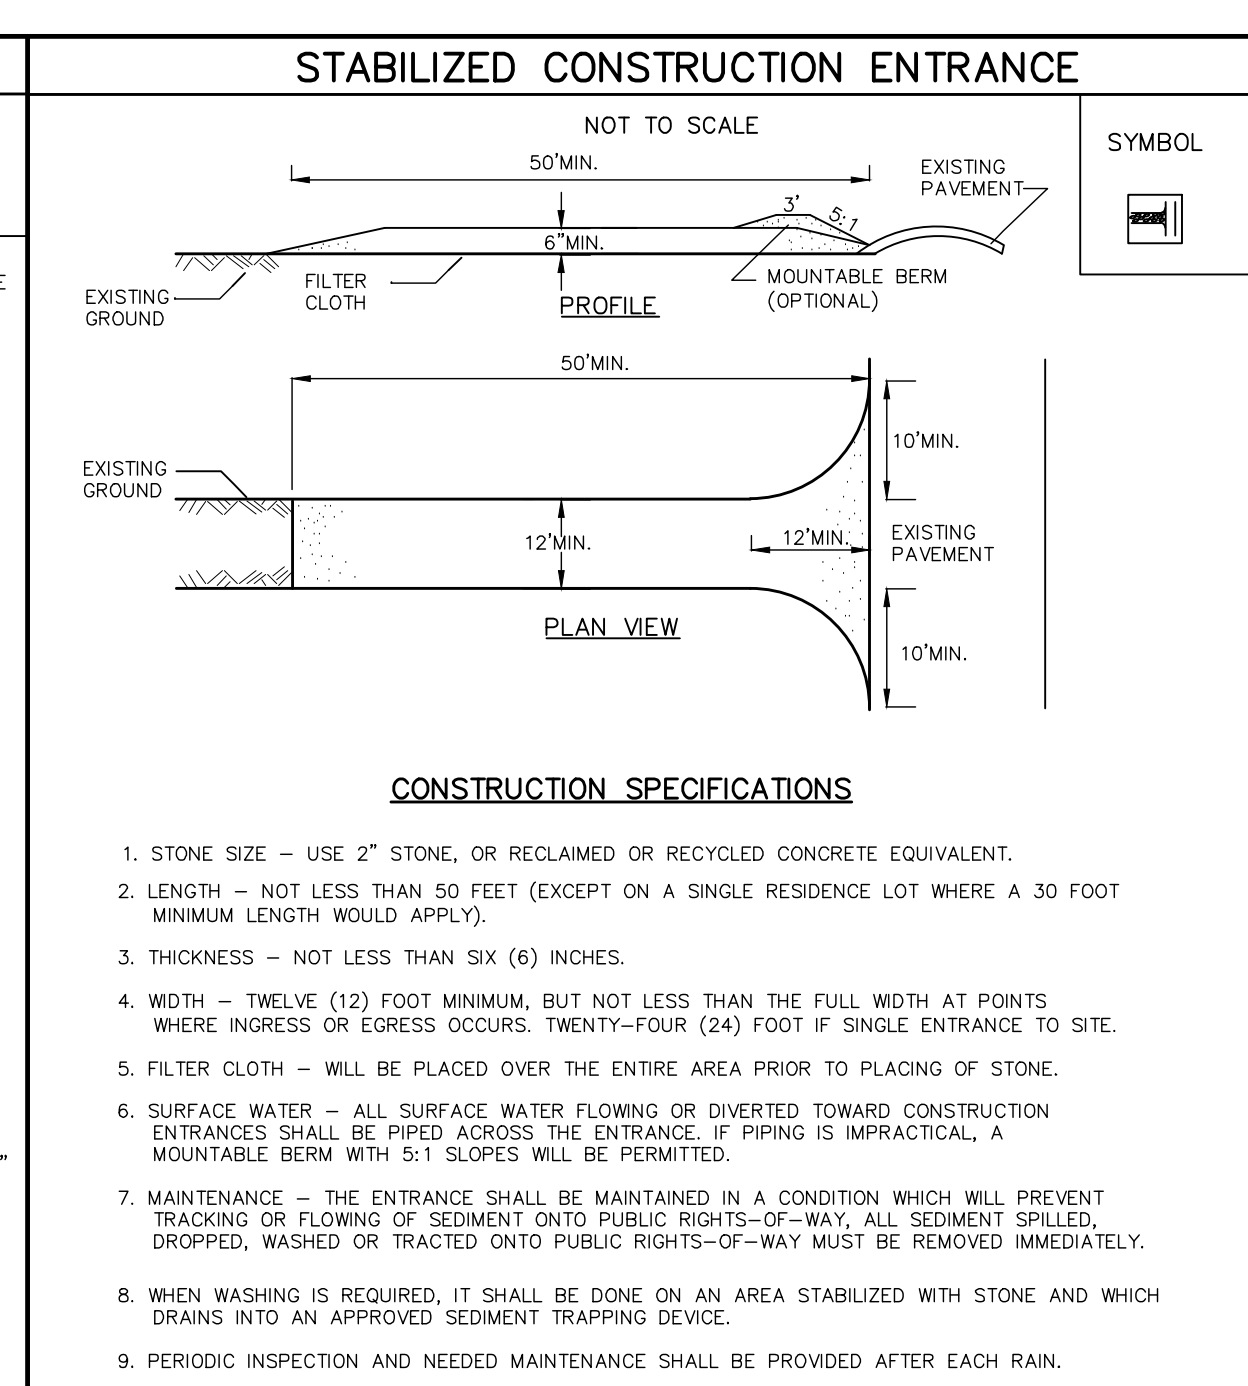 STABILIZED CONSTRUCTION ENTRANCE
NOT TO SCALE
SYMBOL
50'MIN.
EXISTING
PAVEMENT
3'
5:1
6"MIN.
FILTER
CLOTH
MOUNTABLE BERM
(OPTIONAL)
EXISTING
GROUND
PROFILE
50'MIN.
10'MIN.
EXISTING
GROUND
12'MIN.
12'MIN.
EXISTING
PAVEMENT
PLAN VIEW
10'MIN.
CONSTRUCTION SPECIFICATIONS
1. STONE SIZE – USE 2" STONE, OR RECLAIMED OR RECYCLED CONCRETE EQUIVALENT.
2. LENGTH – NOT LESS THAN 50 FEET (EXCEPT ON A SINGLE RESIDENCE LOT WHERE A 30 FOOT
MINIMUM LENGTH WOULD APPLY).
3. THICKNESS – NOT LESS THAN SIX (6) INCHES.
4. WIDTH – TWELVE (12) FOOT MINIMUM, BUT NOT LESS THAN THE FULL WIDTH AT POINTS
WHERE INGRESS OR EGRESS OCCURS. TWENTY–FOUR (24) FOOT IF SINGLE ENTRANCE TO SITE.
5. FILTER CLOTH – WILL BE PLACED OVER THE ENTIRE AREA PRIOR TO PLACING OF STONE.
6. SURFACE WATER – ALL SURFACE WATER FLOWING OR DIVERTED TOWARD CONSTRUCTION
ENTRANCES SHALL BE PIPED ACROSS THE ENTRANCE. IF PIPING IS IMPRACTICAL, A
MOUNTABLE BERM WITH 5:1 SLOPES WILL BE PERMITTED.
7. MAINTENANCE – THE ENTRANCE SHALL BE MAINTAINED IN A CONDITION WHICH WILL PREVENT
TRACKING OR FLOWING OF SEDIMENT ONTO PUBLIC RIGHTS–OF–WAY, ALL SEDIMENT SPILLED,
DROPPED, WASHED OR TRACTED ONTO PUBLIC RIGHTS–OF–WAY MUST BE REMOVED IMMEDIATELY.
8. WHEN WASHING IS REQUIRED, IT SHALL BE DONE ON AN AREA STABILIZED WITH STONE AND WHICH
DRAINS INTO AN APPROVED SEDIMENT TRAPPING DEVICE.
9. PERIODIC INSPECTION AND NEEDED MAINTENANCE SHALL BE PROVIDED AFTER EACH RAIN.